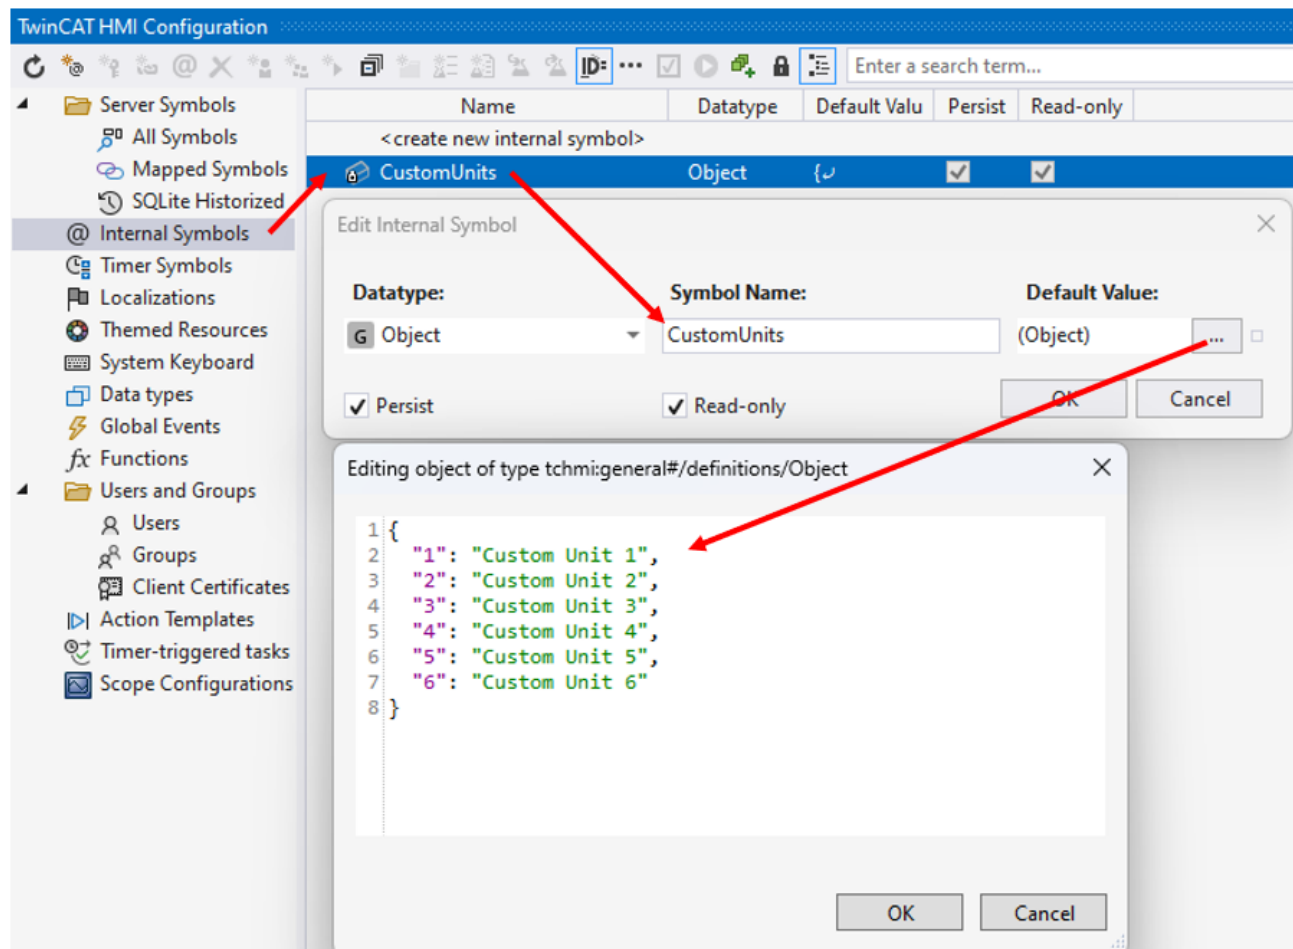 TwinCAT HMI Configuration
Enter a search term...
Server Symbols
All Symbols
Mapped Symbols
SQLite Historized
@ Internal Symbols
Timer Symbols
Localizations
Themed Resources
System Keyboard
Data types
Global Events
fx Functions
Users and Groups
Users
Groups
Client Certificates
Action Templates
Timer-triggered tasks
Scope Configurations
Name Datatype Default Valu Persist Read-only
<create new internal symbol>
CustomUnits Object {
Edit Internal Symbol
Datatype: Symbol Name: Default Value:
G Object CustomUnits (Object) ...
Persist Read-only OK Cancel
Editing object of type tchmi:general#/definitions/Object
1 {
2 "1": "Custom Unit 1",
3 "2": "Custom Unit 2",
4 "3": "Custom Unit 3",
5 "4": "Custom Unit 4",
6 "5": "Custom Unit 5",
7 "6": "Custom Unit 6"
8 }
OK Cancel